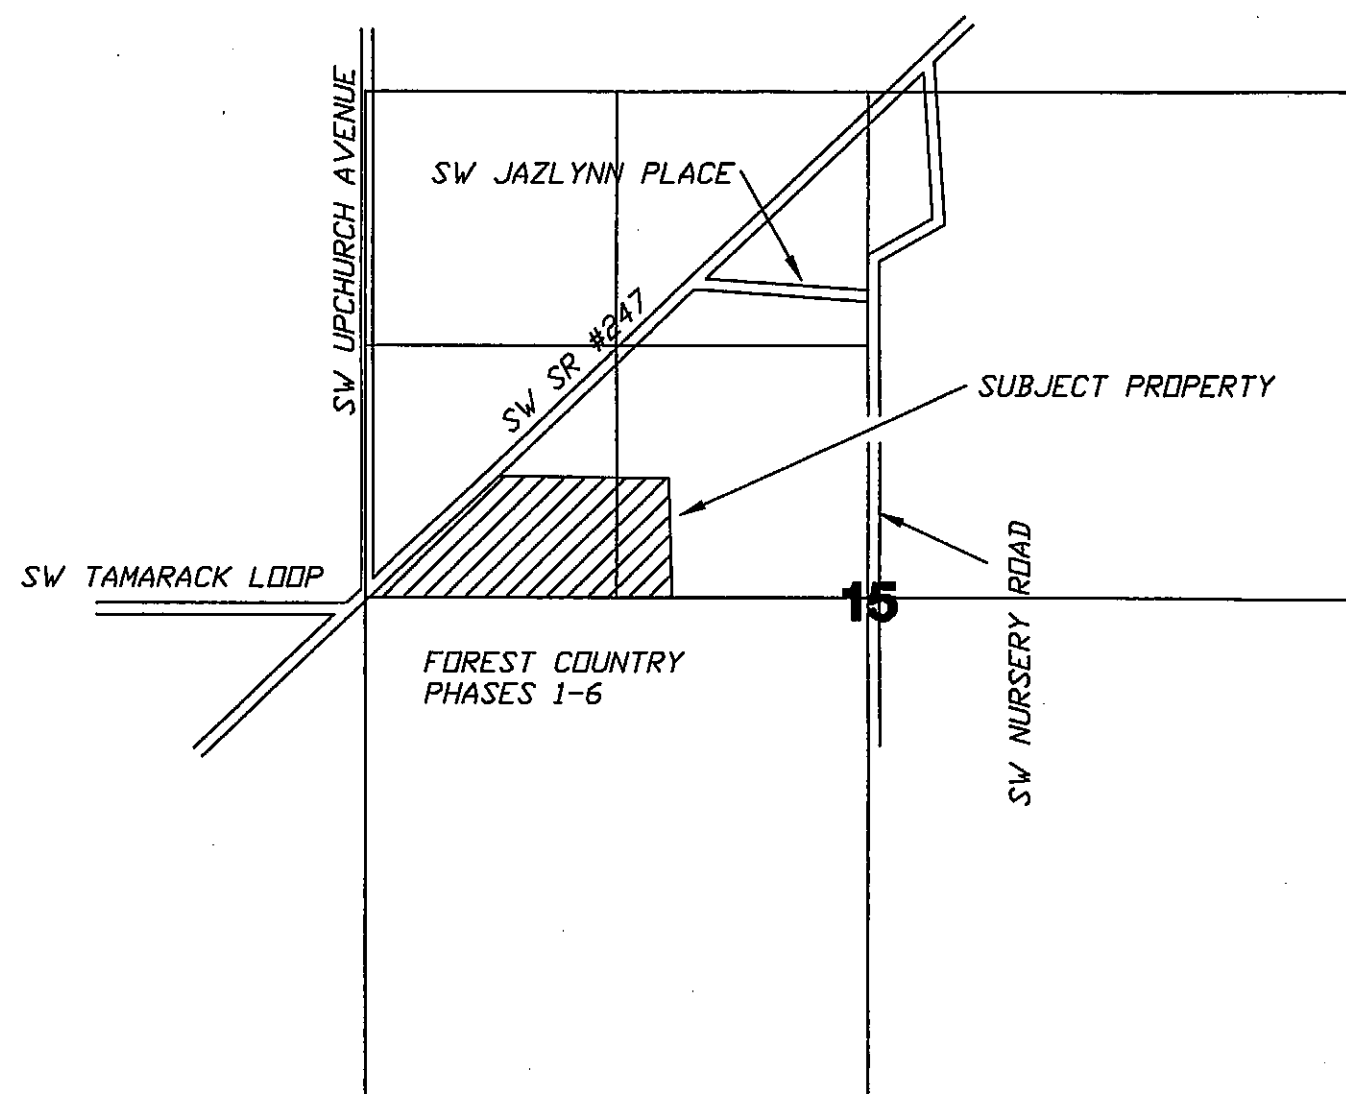 SW UPCHURCH AVENUE
SW JAZLYNN PLACE
SW SR #247
SUBJECT PROPERTY
SW TAMARACK LOOP
15
SW NURSERY ROAD
FOREST COUNTRY
PHASES 1-6